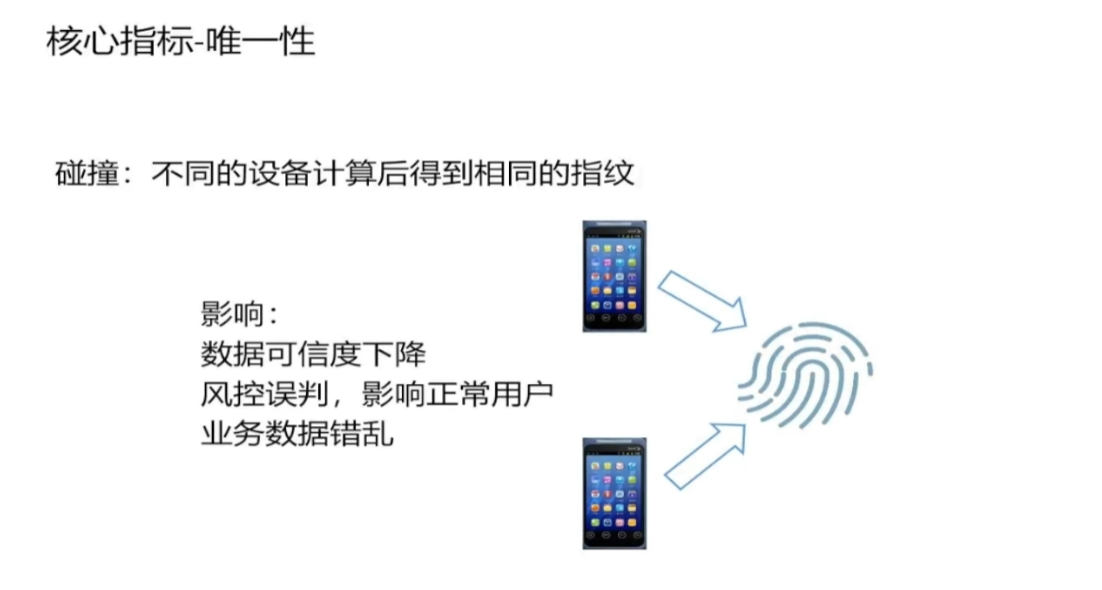 核心指标-唯一性
碰撞：不同的设备计算后得到相同的指纹
影响：
数据可信度下降
风控误判，影响正常用户
业务数据错乱